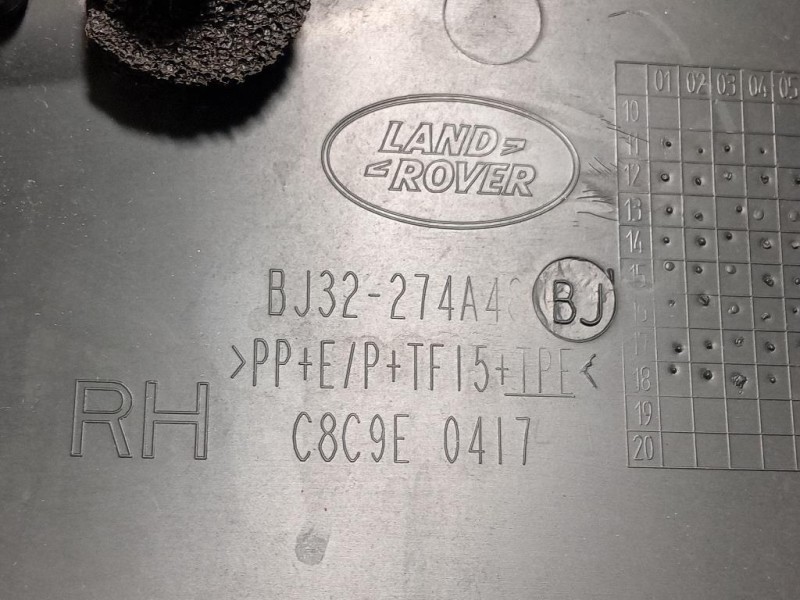 LAND
ROVER
BJ32-274A4
BJ
>PP+E/P+TF15+TPE<
RH
C8C9E 0417
01 02 03 04 05
10
11
12
13
14
15
16
17
18
19
20